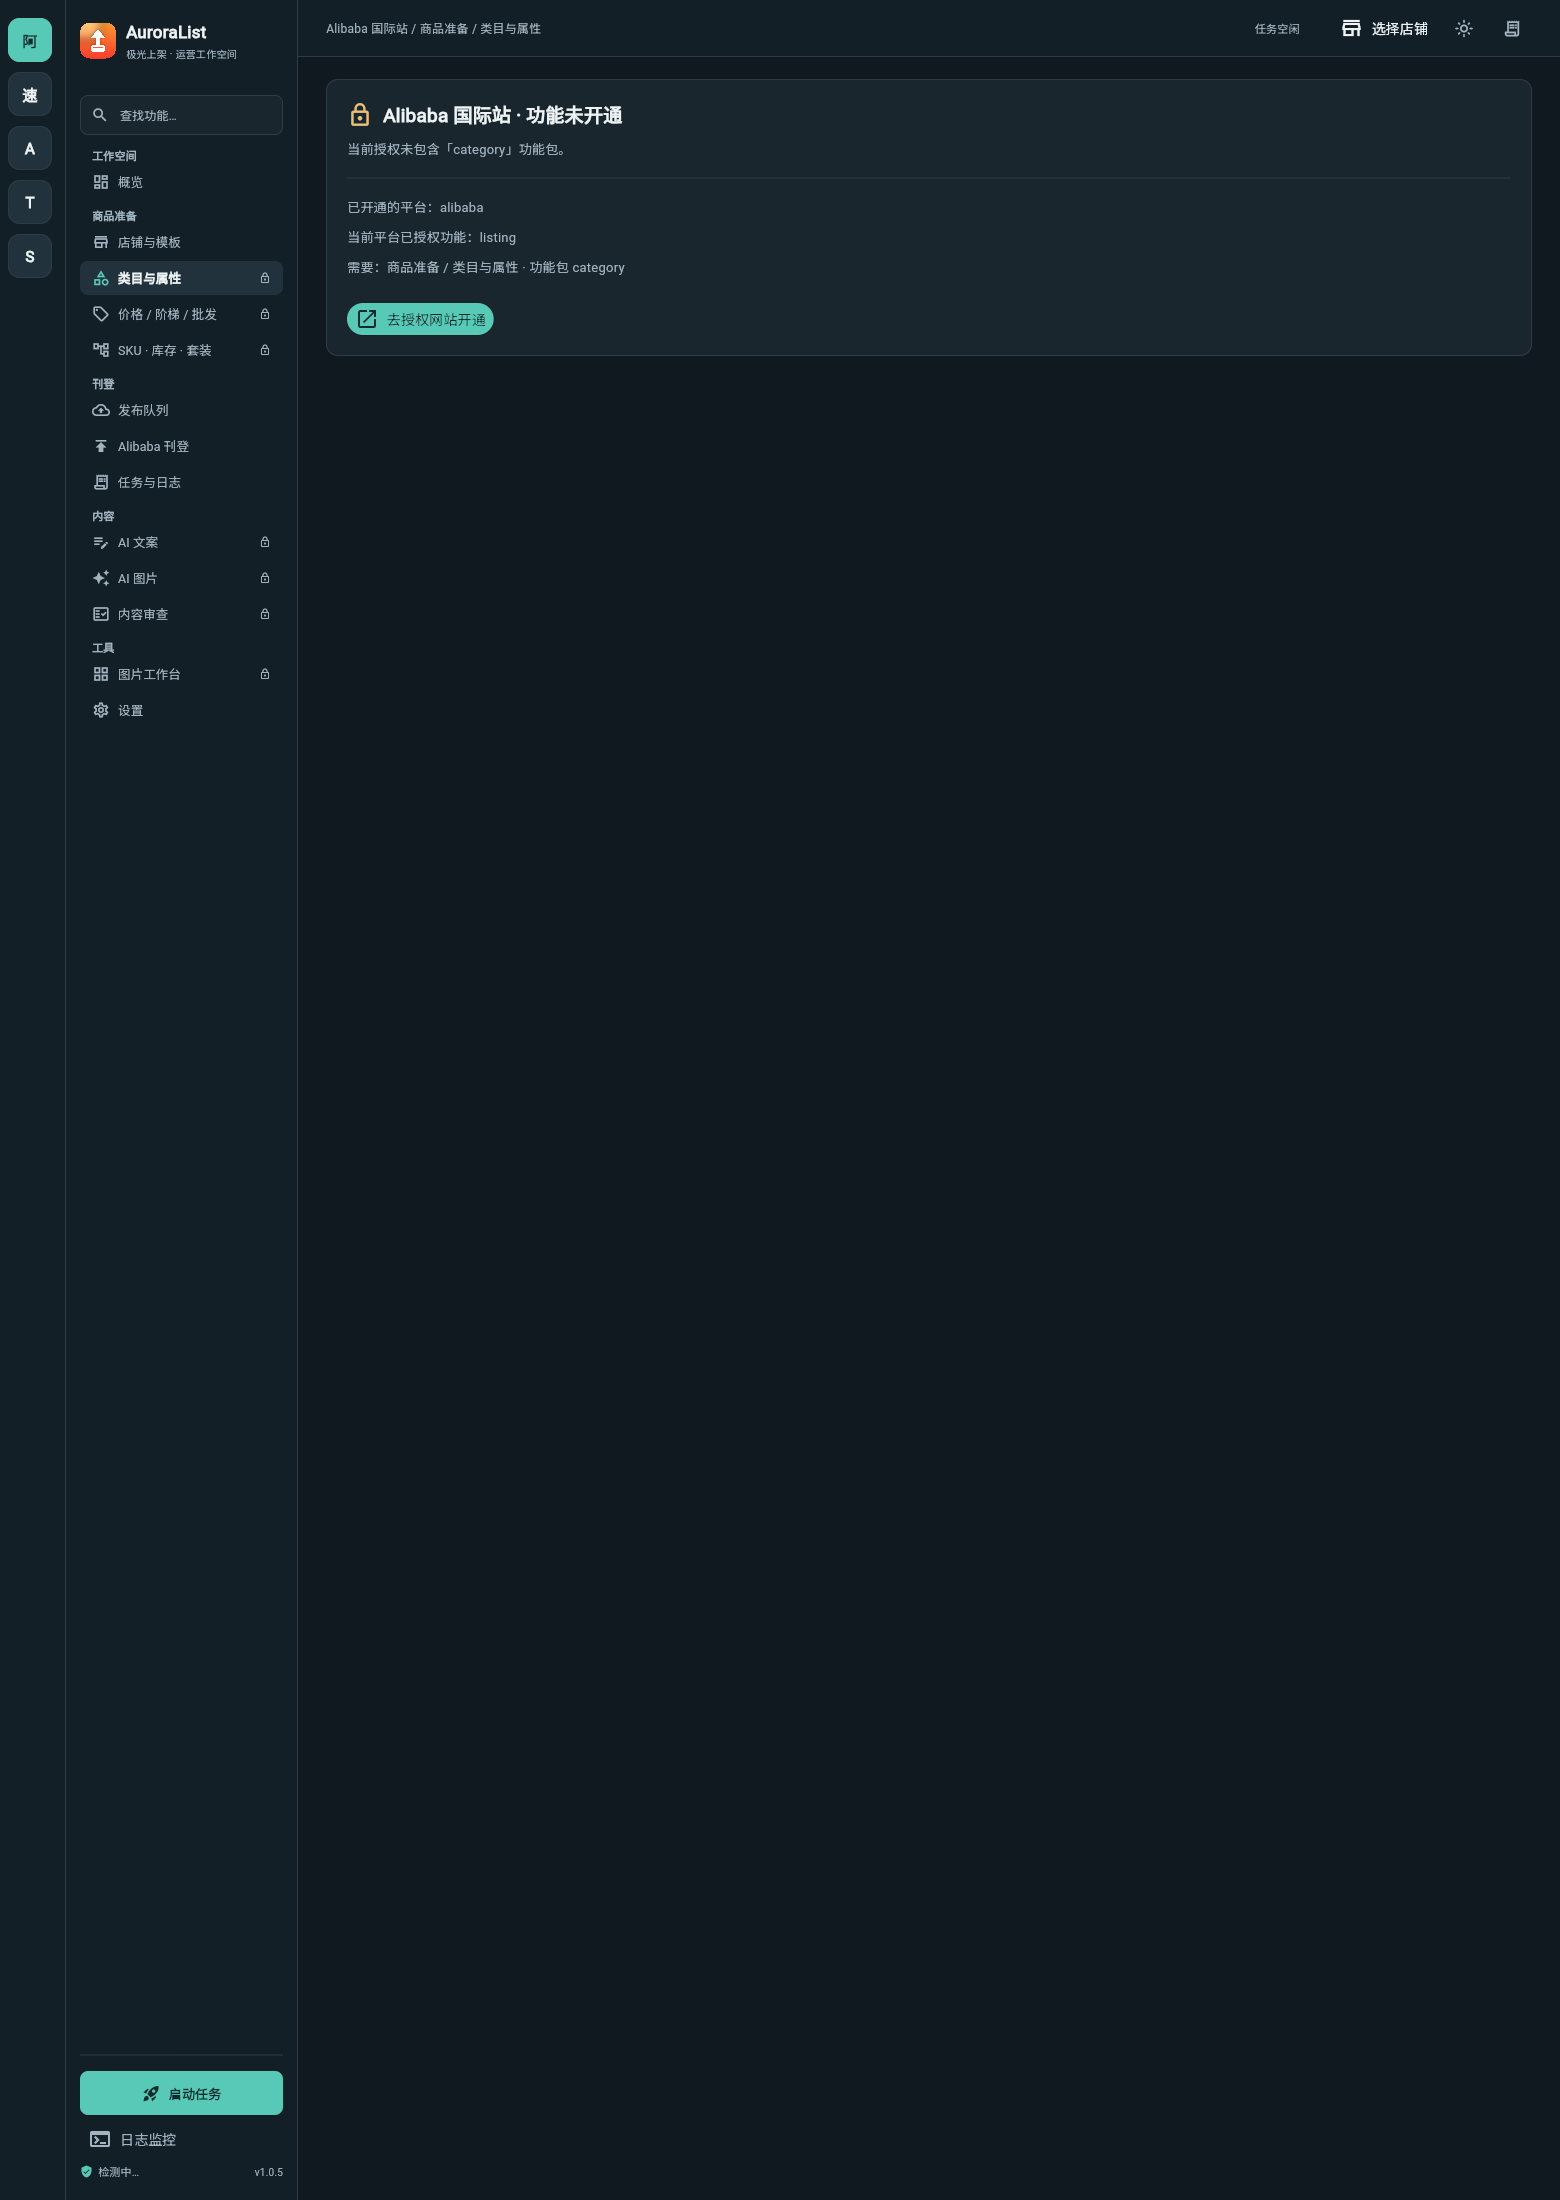 阿
速
A
T
S
AuroraList
极光上架 · 运营工作空间
查找功能...
工作空间
概览
商品准备
店铺与模板
类目与属性
价格 / 阶梯 / 批发
SKU · 库存 · 套装
刊登
发布队列
Alibaba 刊登
任务与日志
内容
AI 文案
AI 图片
内容审查
工具
图片工作台
设置
启动任务
日志监控
检测中...
v1.0.5
Alibaba 国际站 / 商品准备 / 类目与属性
任务空闲
选择店铺
Alibaba 国际站 · 功能未开通
当前授权未包含「category」功能包。
已开通的平台：alibaba
当前平台已授权功能：listing
需要：商品准备 / 类目与属性 · 功能包 category
去授权网站开通